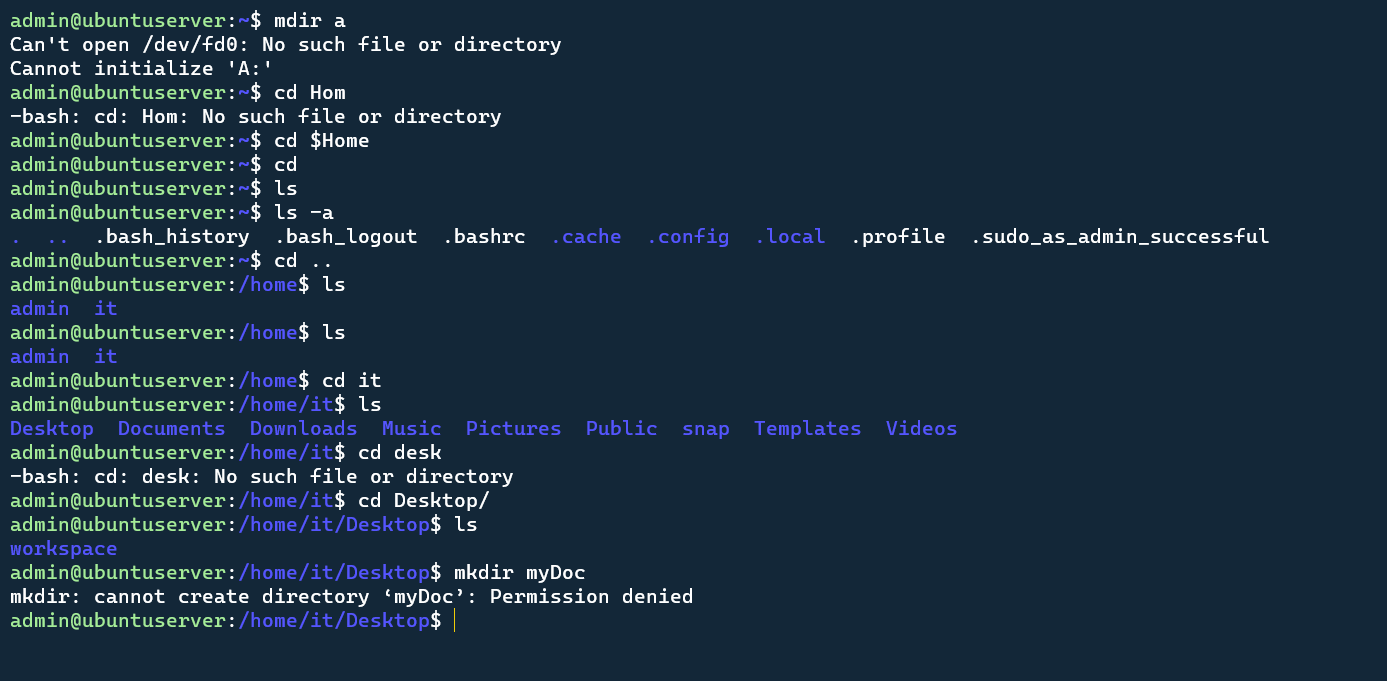 admin@ubuntuserver:~$ mdir a
Can't open /dev/fd0: No such file or directory
Cannot initialize 'A:'
admin@ubuntuserver:~$ cd Hom
-bash: cd: Hom: No such file or directory
admin@ubuntuserver:~$ cd $Home
admin@ubuntuserver:~$ cd
admin@ubuntuserver:~$ ls
admin@ubuntuserver:~$ ls -a
.  ..  .bash_history  .bash_logout  .bashrc  .cache  .config  .local  .profile  .sudo_as_admin_successful
admin@ubuntuserver:~$ cd ..
admin@ubuntuserver:/home$ ls
admin  it
admin@ubuntuserver:/home$ ls
admin  it
admin@ubuntuserver:/home$ cd it
admin@ubuntuserver:/home/it$ ls
Desktop  Documents  Downloads  Music  Pictures  Public  snap  Templates  Videos
admin@ubuntuserver:/home/it$ cd desk
-bash: cd: desk: No such file or directory
admin@ubuntuserver:/home/it$ cd Desktop/
admin@ubuntuserver:/home/it/Desktop$ ls
workspace
admin@ubuntuserver:/home/it/Desktop$ mkdir myDoc
mkdir: cannot create directory ‘myDoc’: Permission denied
admin@ubuntuserver:/home/it/Desktop$